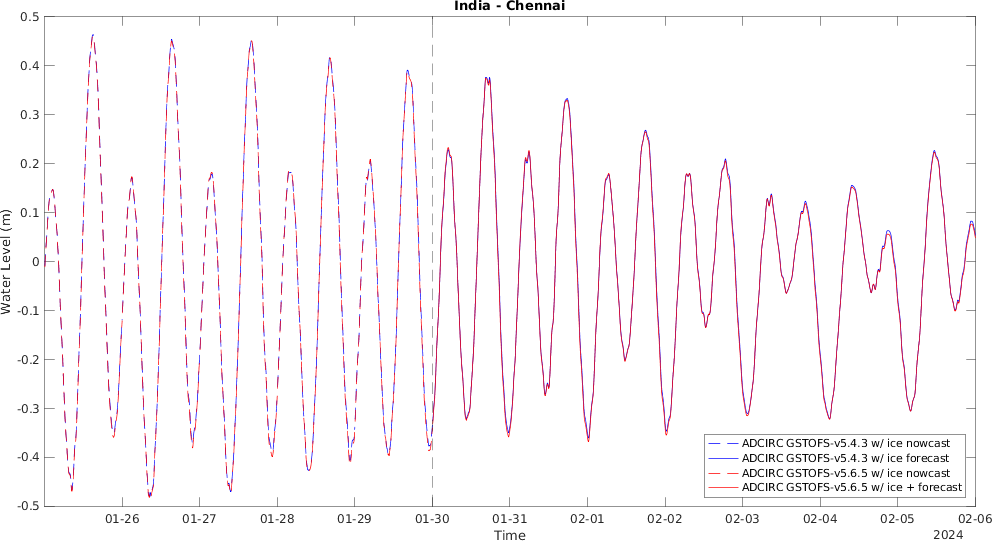 India - Chennai
0.5
0.4
0.3
0.2
0.1
0
-0.1
-0.2
-0.3
-0.4
-0.5
Water Level (m)
ADCIRC GSTOFS-v5.4.3 w/ ice nowcast
ADCIRC GSTOFS-v5.4.3 w/ ice forecast
ADCIRC GSTOFS-v5.6.5 w/ ice nowcast
ADCIRC GSTOFS-v5.6.5 w/ ice + forecast
01-26 01-27 01-28 01-29 01-30 01-31 02-01 02-02 02-03 02-04 02-05 02-06
Time
2024